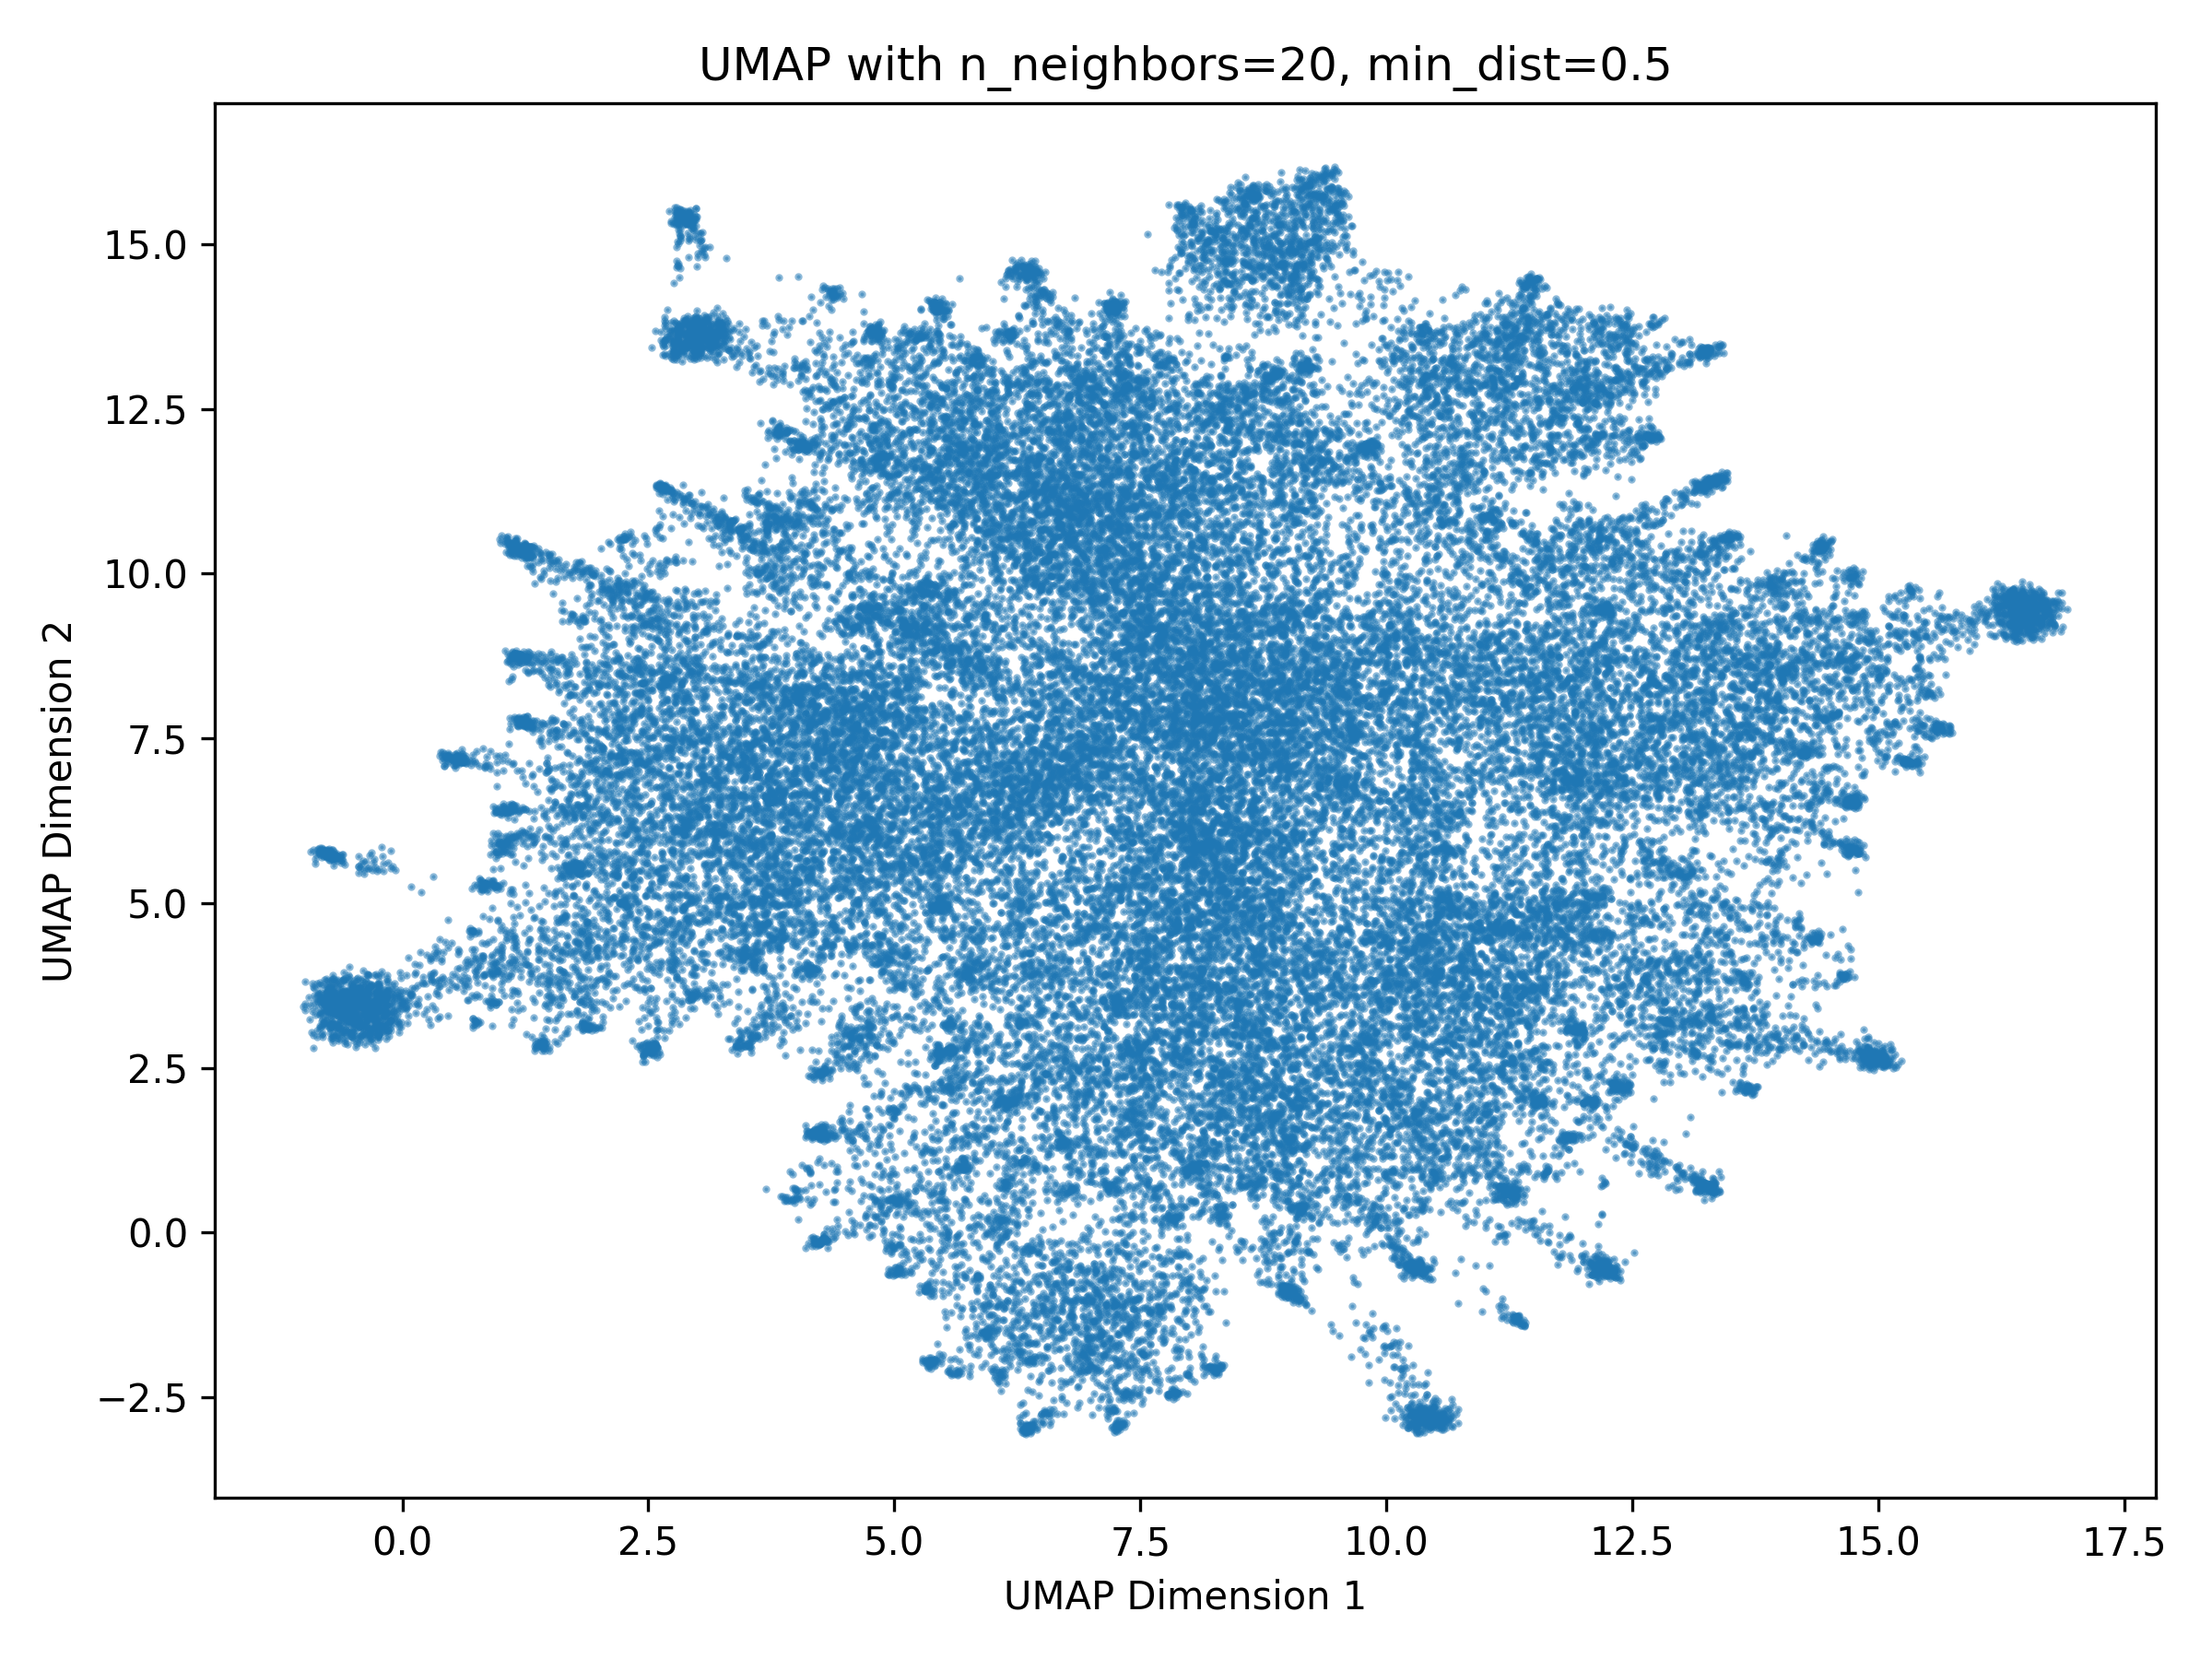 UMAP with n_neighbors=20, min_dist=0.5
15.0
12.5
10.0
7.5
5.0
2.5
0.0
−2.5
UMAP Dimension 2
0.0 2.5 5.0 7.5 10.0 12.5 15.0 17.5
UMAP Dimension 1